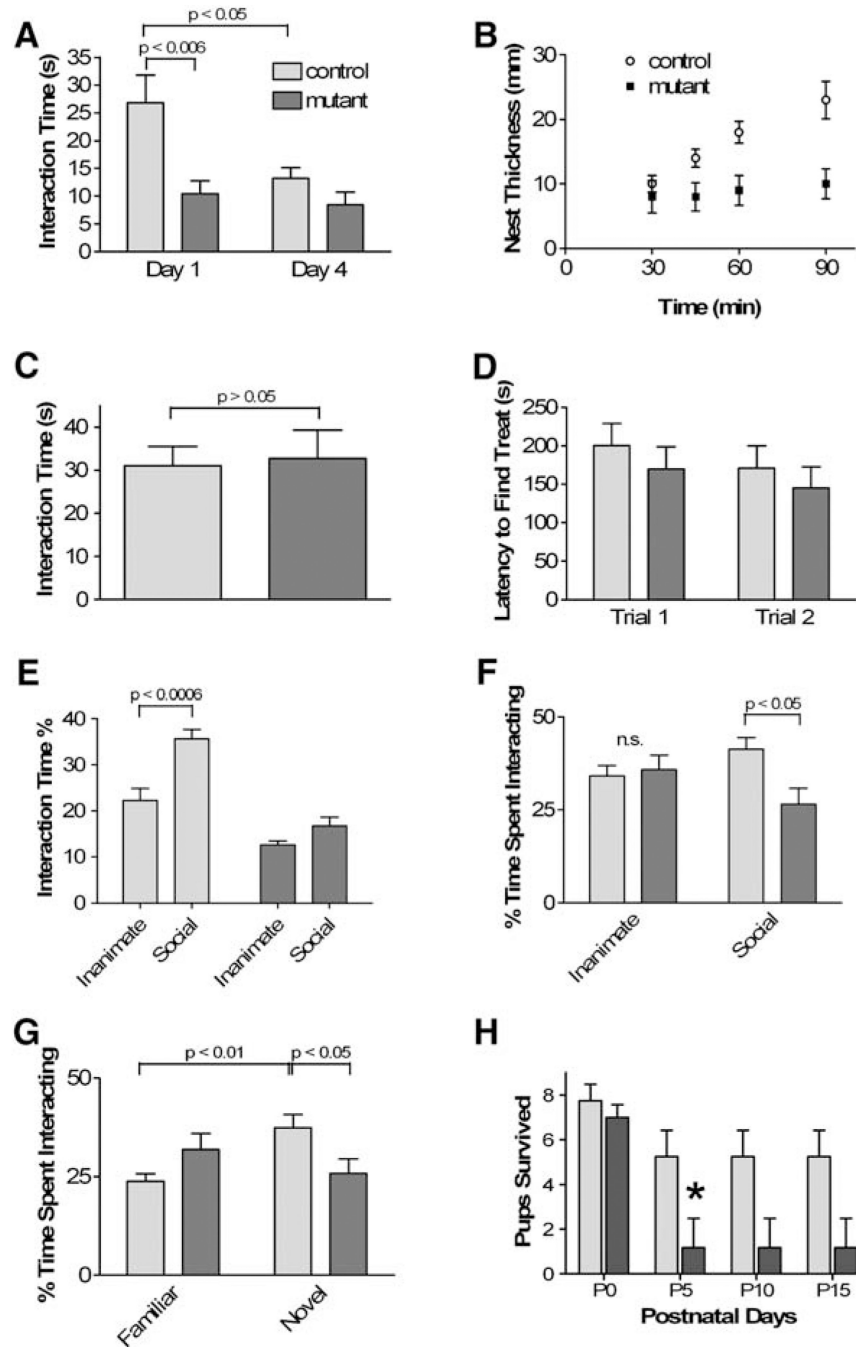 A
p < 0.05
p < 0.006
Interaction Time (s)
35
30
25
20
15
10
5
0
control
mutant
Day 1 Day 4
B
Nest Thickness (mm)
30
20
10
0
control
mutant
0 30 60 90
Time (min)
C
Interaction Time (s)
p > 0.05
40
30
20
10
0
D
Latency to Find Treat (s)
250
200
150
100
50
0
Trial 1 Trial 2
E
Interaction Time %
p < 0.0006
40
30
20
10
0
Inanimate Social Inanimate Social
F
% Time Spent Interacting
50
25
0
n.s.
p < 0.05
Inanimate Social
G
% Time Spent Interacting
p < 0.01 p < 0.05
50
25
0
Familiar Novel
H
Pups Survived
8
6
4
2
0
*
P0 P5 P10 P15
Postnatal Days